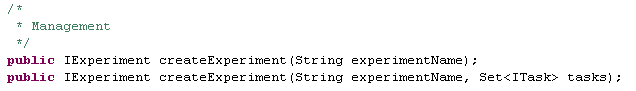 /*
 * Management
 */
public IExperiment createExperiment(String experimentName);
public IExperiment createExperiment(String experimentName, Set<ITask> tasks);